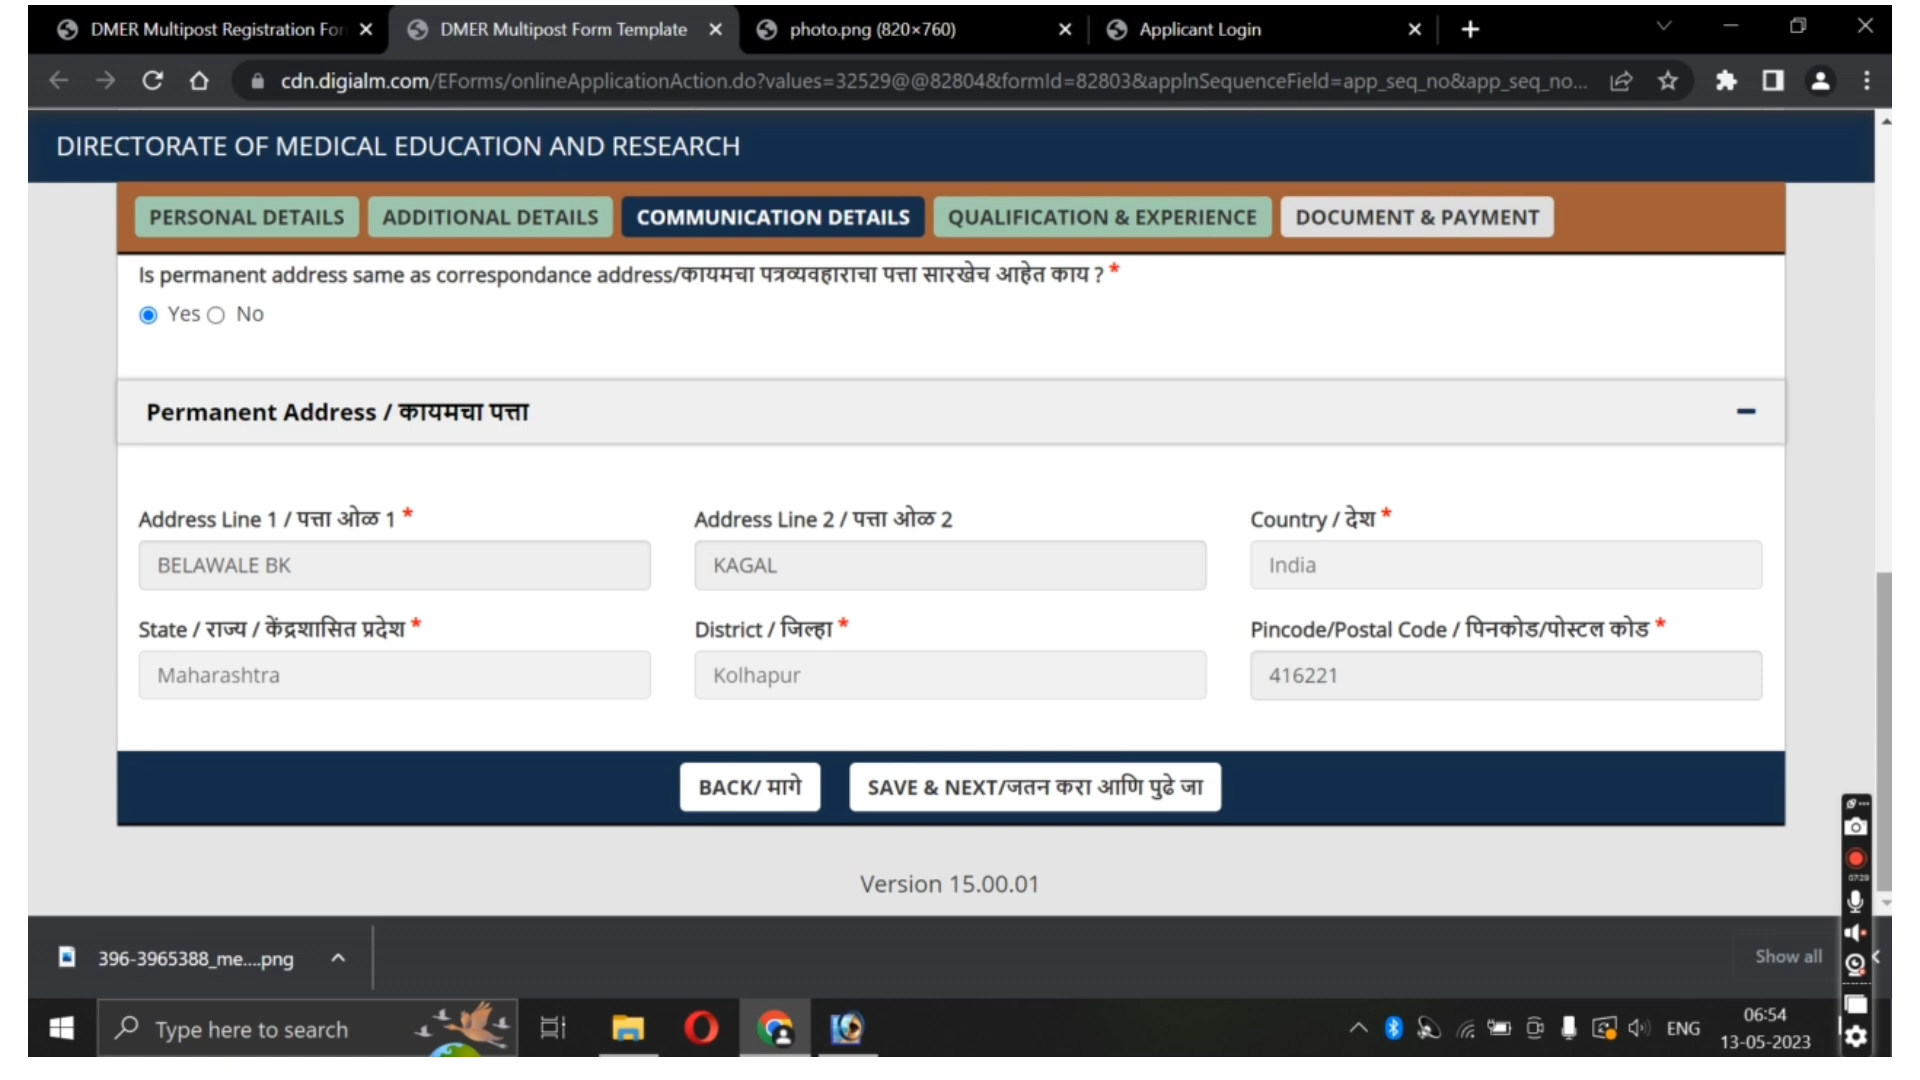 DMER Multipost Registration For
DMER Multipost Form Template
photo.png (820×760)
Applicant Login
cdn.digialm.com/EForms/onlineApplicationAction.do?values=32529@@82804&formId=82803&applnSequenceField=app_seq_no&app_seq_no...
DIRECTORATE OF MEDICAL EDUCATION AND RESEARCH
PERSONAL DETAILS ADDITIONAL DETAILS COMMUNICATION DETAILS QUALIFICATION & EXPERIENCE DOCUMENT & PAYMENT
Is permanent address same as correspondance address/कायमचा पत्रव्यवहाराचा पत्ता सारखेच आहेत काय ? *
Yes No
Permanent Address / कायमचा पत्ता
Address Line 1 / पत्ता ओळ 1 * Address Line 2 / पत्ता ओळ 2 Country / देश *
BELAWALE BK KAGAL India
State / राज्य / केंद्रशासित प्रदेश * District / जिल्हा * Pincode/Postal Code / पिनकोड/पोस्टल कोड *
Maharashtra Kolhapur 416221
BACK/ मागे SAVE & NEXT/जतन करा आणि पुढे जा
Version 15.00.01
07:29
396-3965388_me....png
Show all
Type here to search
ENG
06:54
13-05-2023